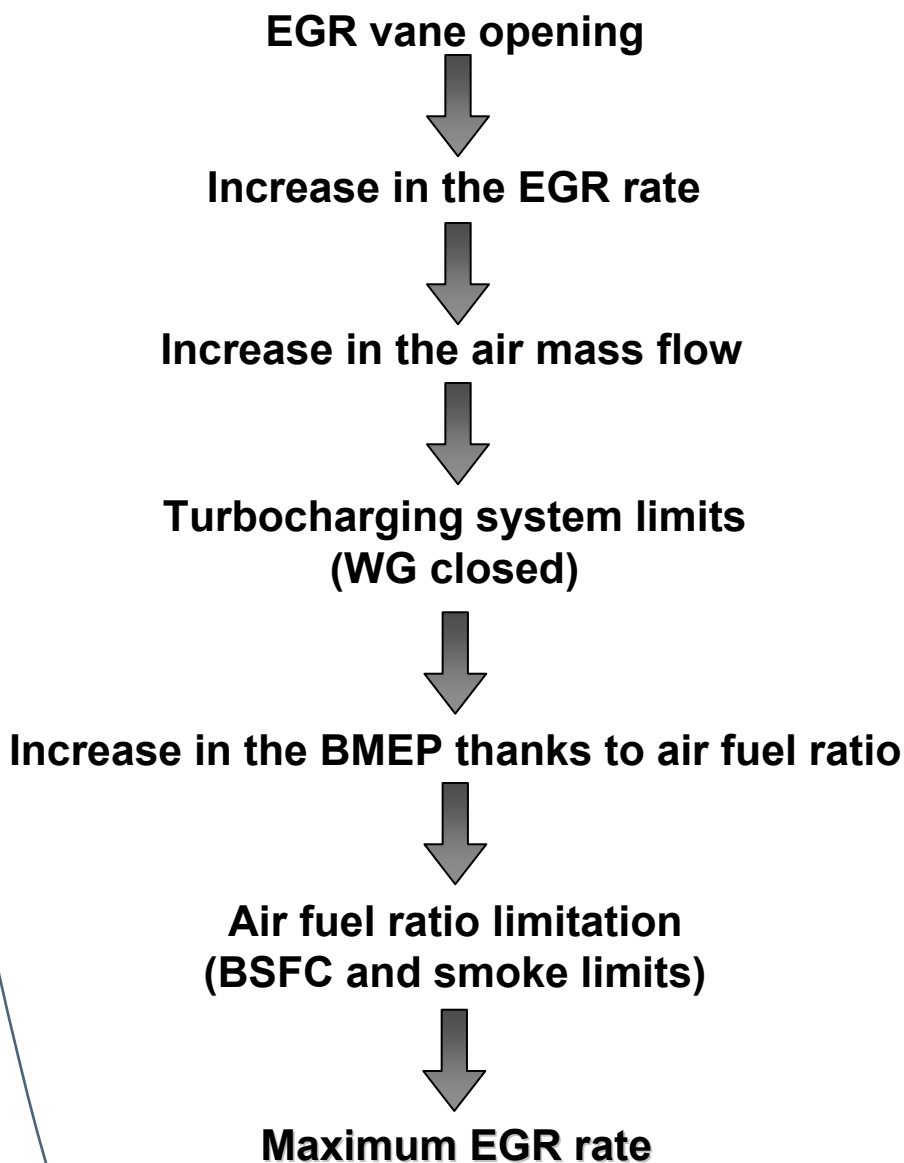 EGR vane opening
Increase in the EGR rate
Increase in the air mass flow
Turbocharging system limits
(WG closed)
Increase in the BMEP thanks to air fuel ratio
Air fuel ratio limitation
(BSFC and smoke limits)
Maximum EGR rate